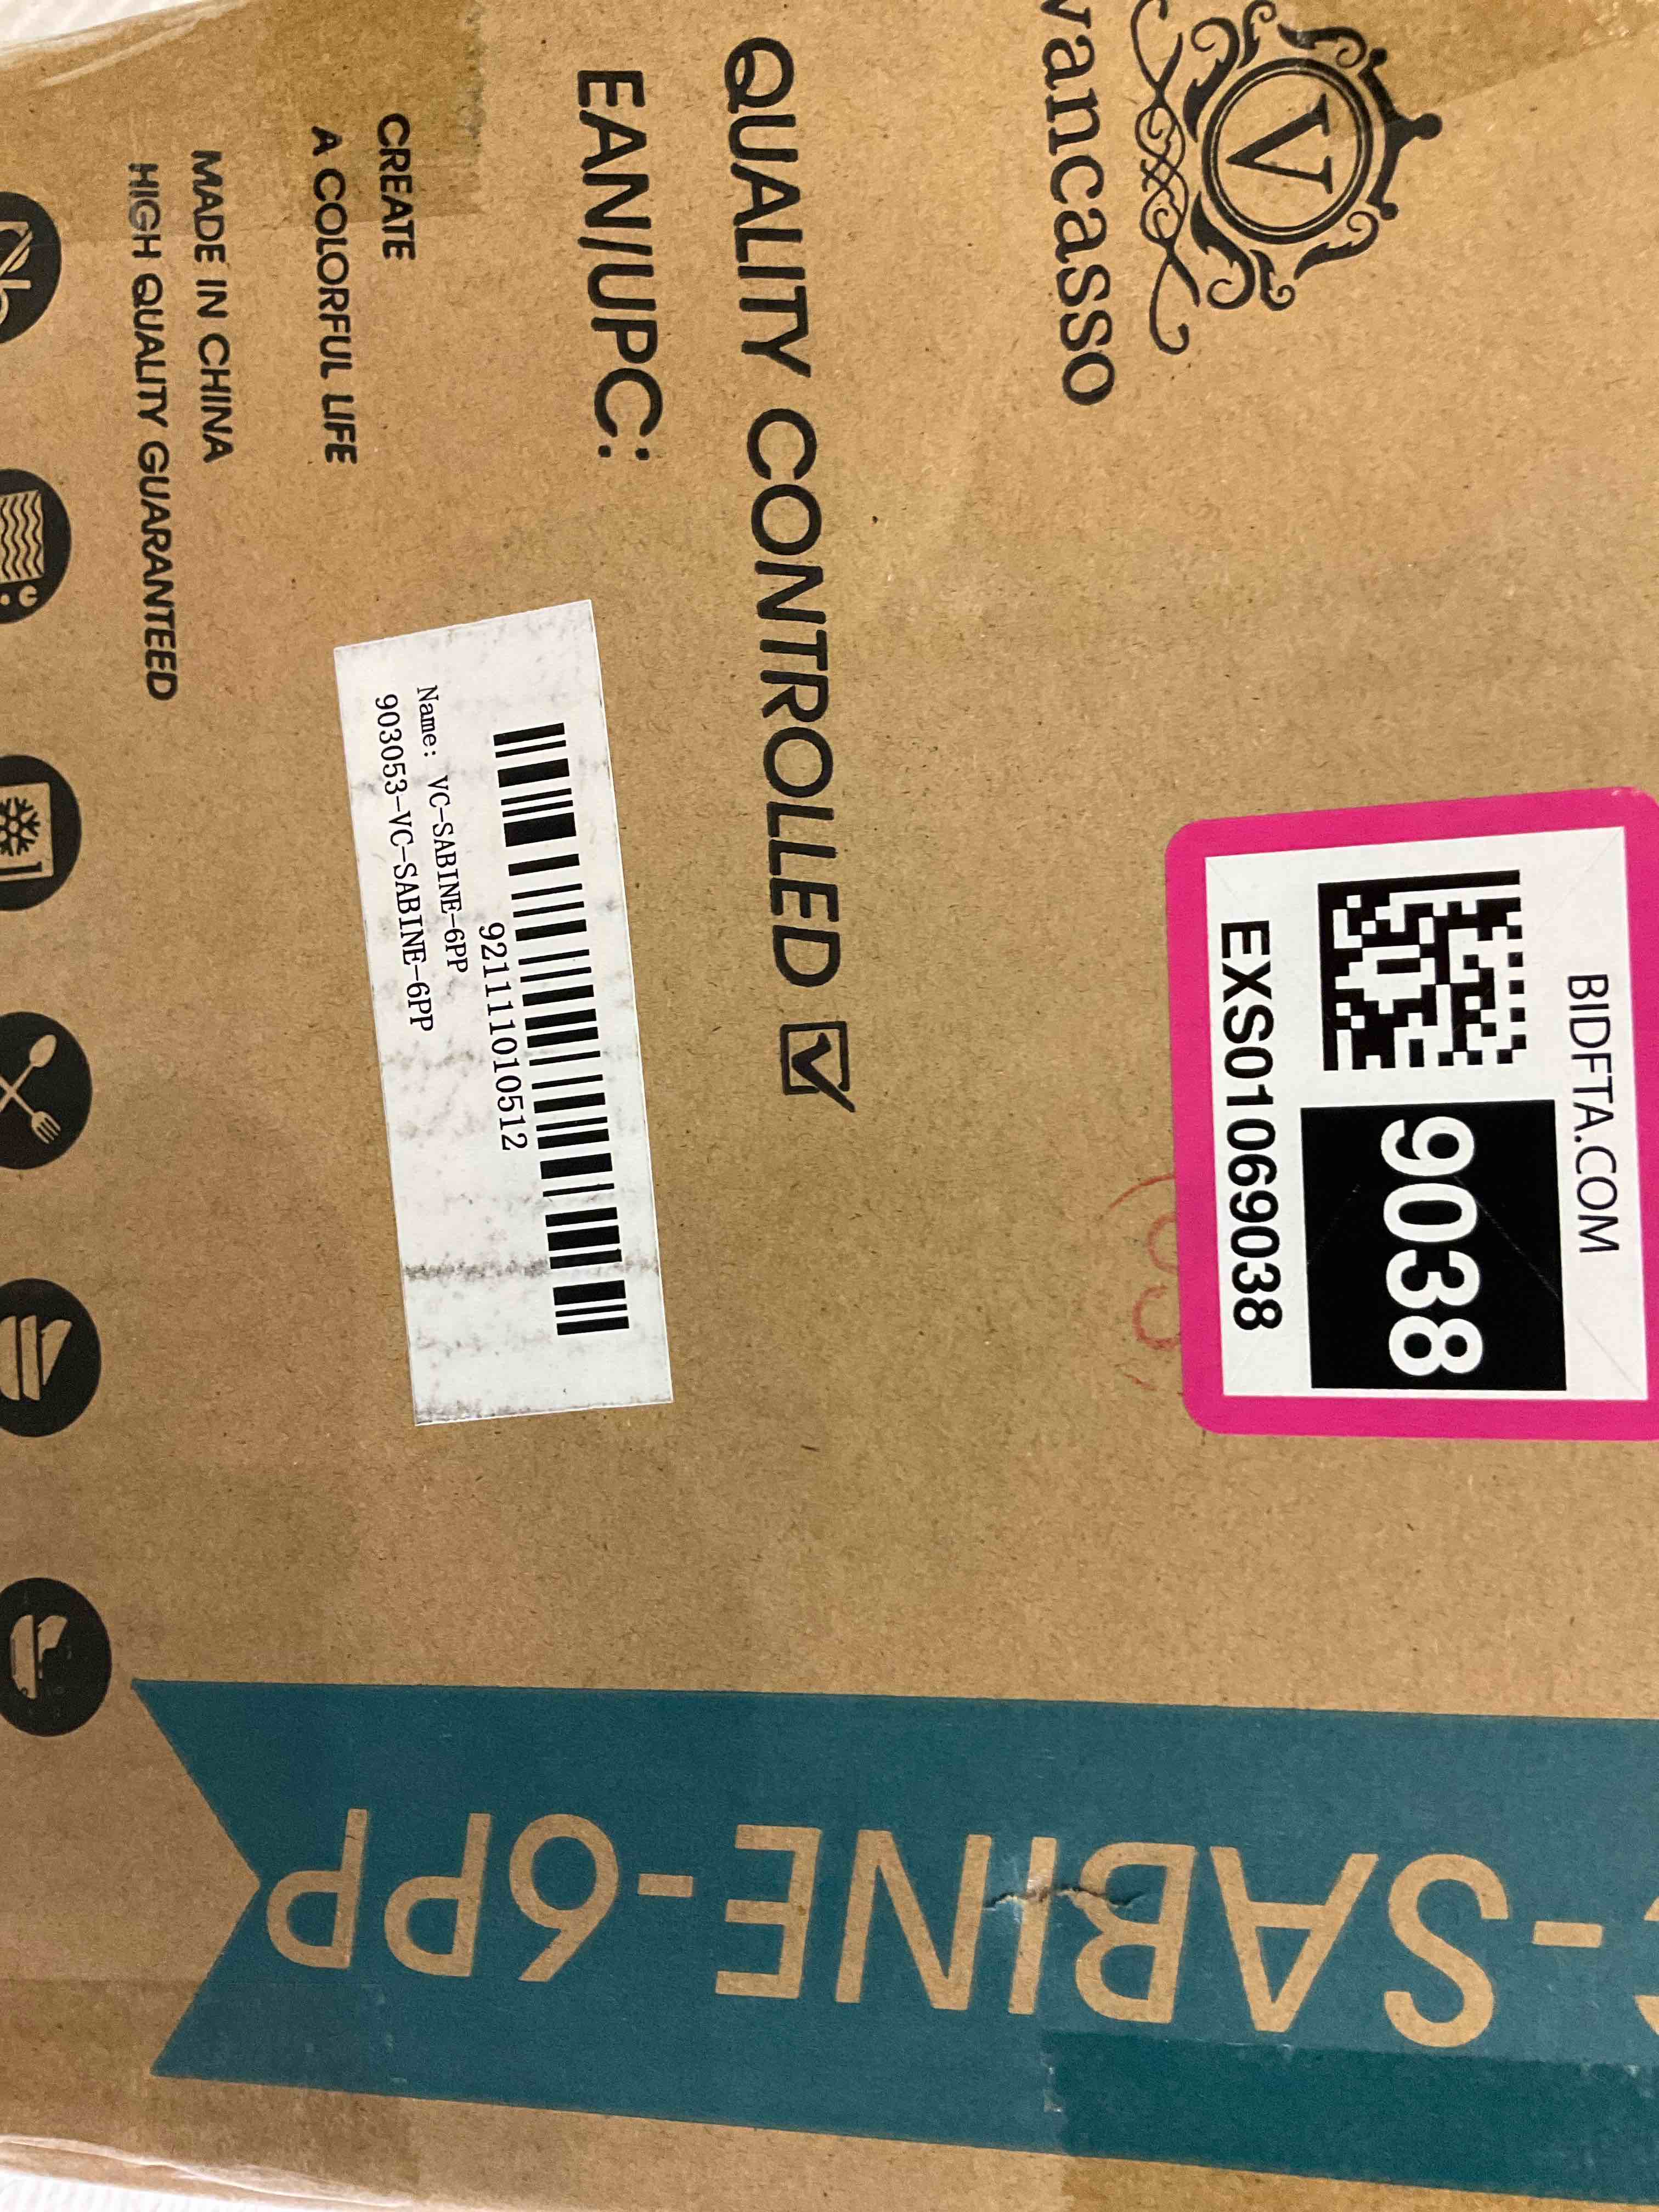 V
vancasso
BIDFTA.COM
9038
EXS01069038
QUALITY CONTROLLED
EAN/UPC:
921111010512
Name: VC-SABINE-6PP
903053-VC-SABINE-6PP
CREATE
A COLORFUL LIFE
MADE IN CHINA
HIGH QUALITY GUARANTEED
-SABINE-6PP